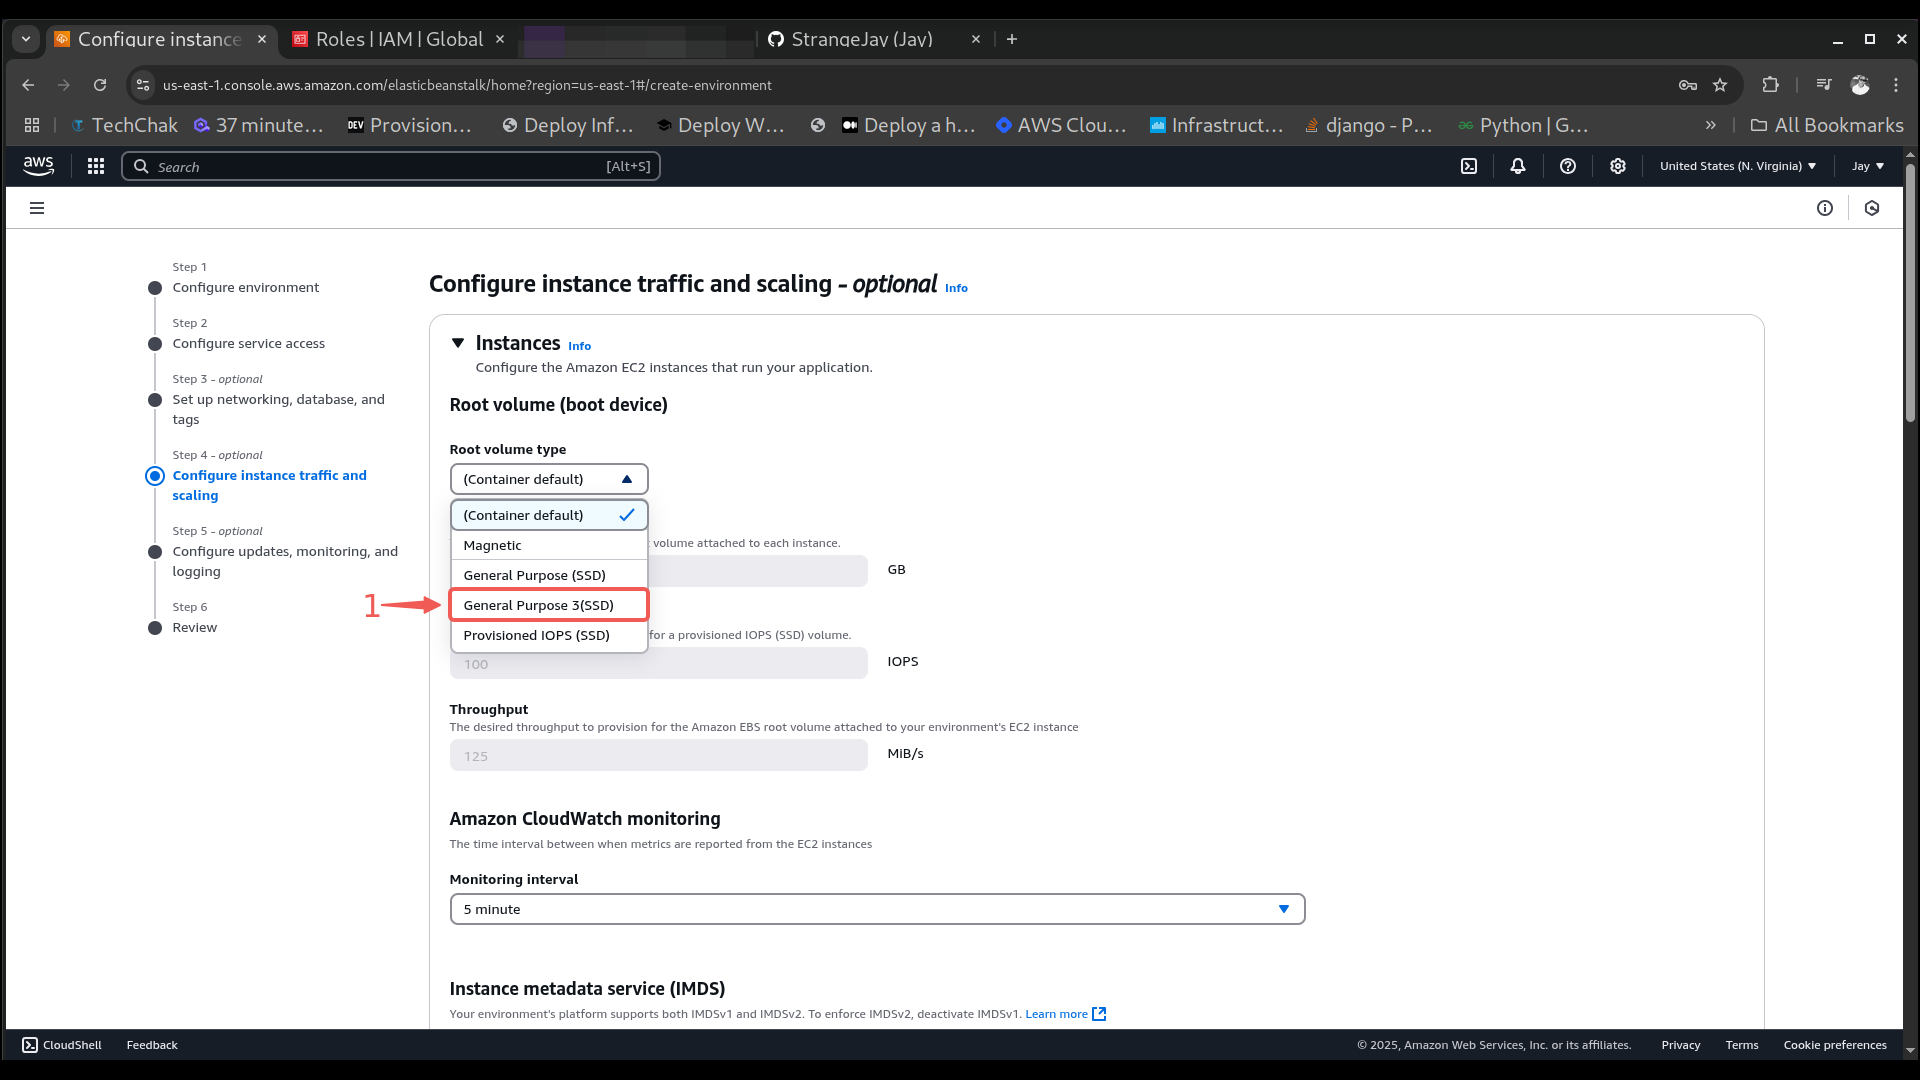 Configure instance
Roles | IAM | Global
StrangeJay (Jay)
us-east-1.console.aws.amazon.com/elasticbeanstalk/home?region=us-east-1#/create-environment
TechChak
37 minute...
DEV Provision...
Deploy Inf...
Deploy W...
Deploy a h...
AWS Clou...
Infrastruct...
django - P...
Python | G...
All Bookmarks
aws
Search
[Alt+S]
United States (N. Virginia)
Jay
Step 1
Configure environment
Step 2
Configure service access
Step 3 - optional
Set up networking, database, and
tags
Step 4 - optional
Configure instance traffic and
scaling
Step 5 - optional
Configure updates, monitoring, and
logging
Step 6
Review
Configure instance traffic and scaling - optional Info
Instances Info
Configure the Amazon EC2 instances that run your application.
Root volume (boot device)
Root volume type
(Container default)
(Container default)
Magnetic
volume attached to each instance.
General Purpose (SSD)
GB
1
General Purpose 3(SSD)
Provisioned IOPS (SSD)
for a provisioned IOPS (SSD) volume.
100
IOPS
Throughput
The desired throughput to provision for the Amazon EBS root volume attached to your environment's EC2 instance
125
MiB/s
Amazon CloudWatch monitoring
The time interval between when metrics are reported from the EC2 instances
Monitoring interval
5 minute
Instance metadata service (IMDS)
Your environment's platform supports both IMDSv1 and IMDSv2. To enforce IMDSv2, deactivate IMDSv1. Learn more
CloudShell
Feedback
© 2025, Amazon Web Services, Inc. or its affiliates.
Privacy
Terms
Cookie preferences